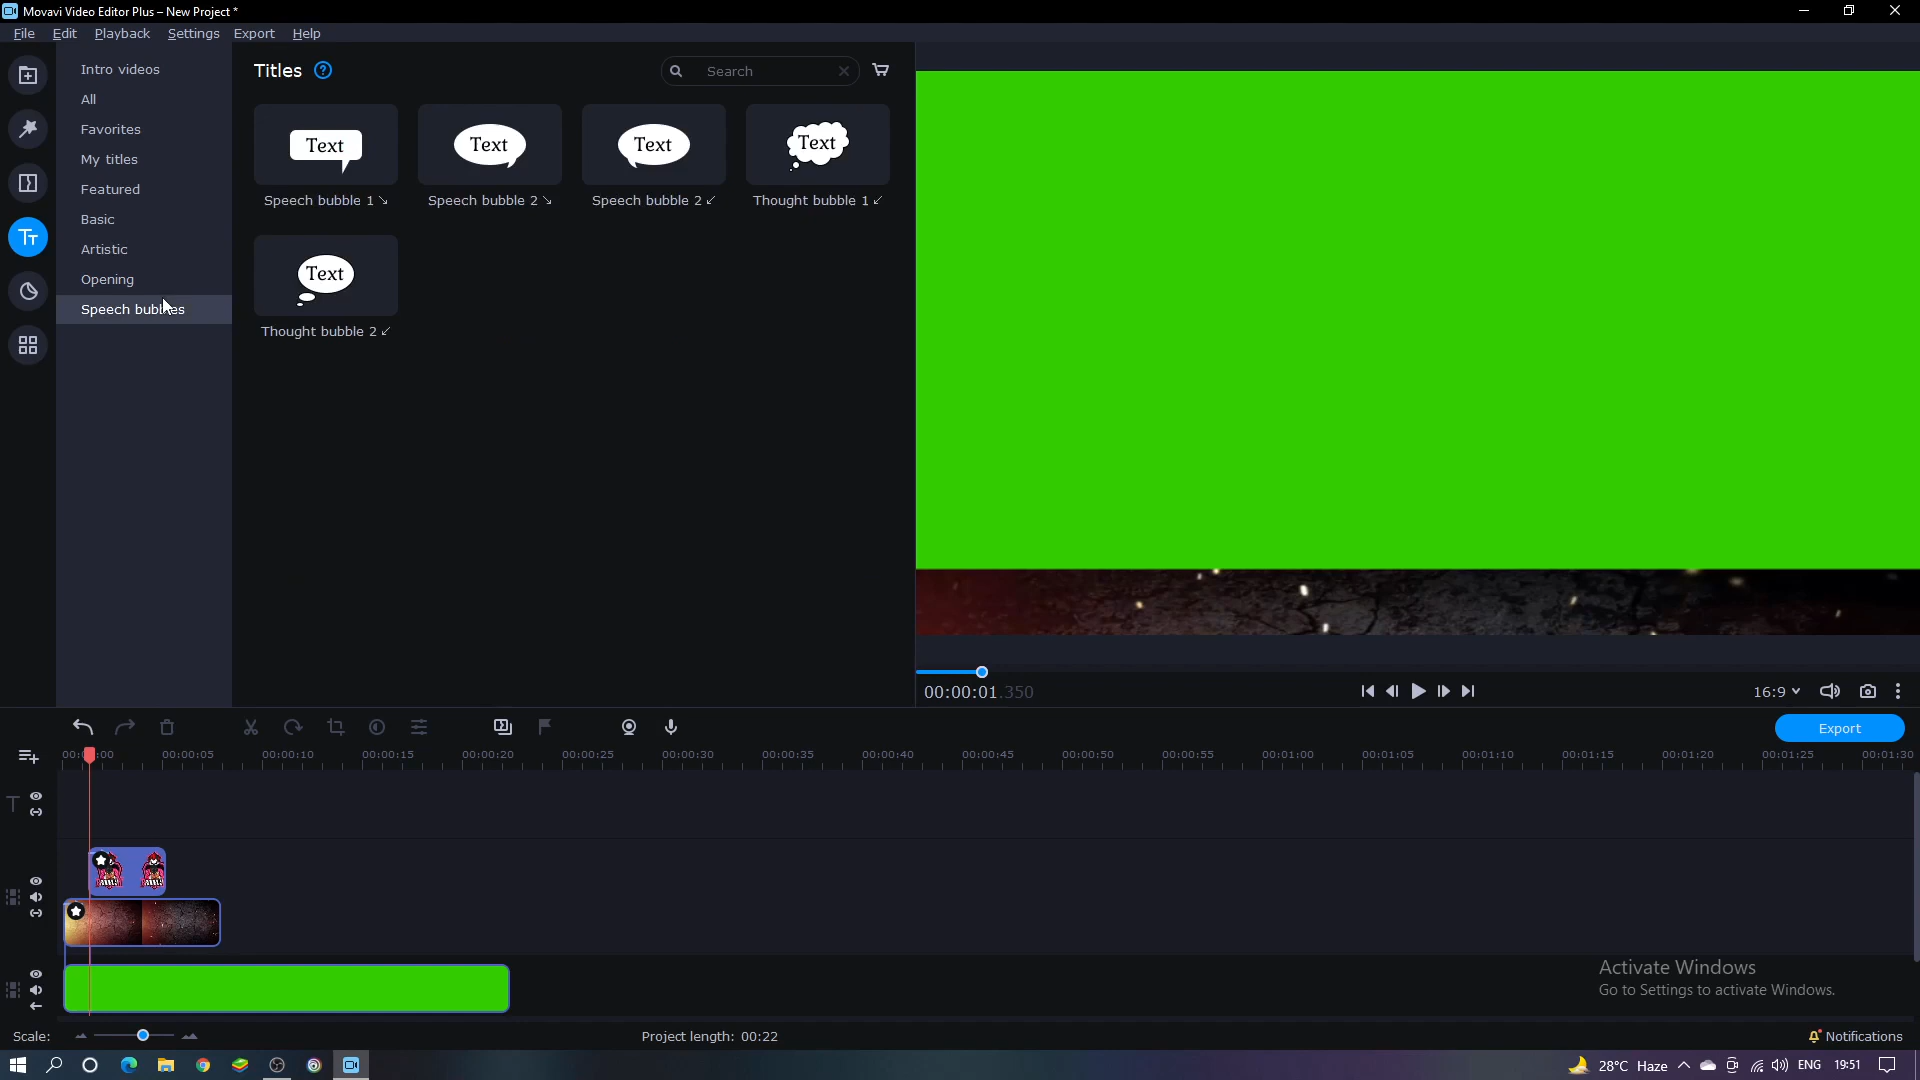 Movavi Video Editor Plus – New Project *
File Edit Playback Settings Export Help
Intro videos
All
Favorites
My titles
Featured
Basic
Artistic
Opening
Speech bubbles
Titles ?
Search
Text
Speech bubble 1 ↘
Text
Speech bubble 2 ↘
Text
Speech bubble 2 ↙
Text
Thought bubble 1 ↙
Text
Thought bubble 2 ↙
00:00:01.350
16:9
Export
00:00:05 00:00:10 00:00:15 00:00:20 00:00:25 00:00:30 00:00:35 00:00:40 00:00:45 00:00:50 00:00:55 00:01:00 00:01:05 00:01:10 00:01:15 00:01:20 00:01:25 00:01:30
Activate Windows
Go to Settings to activate Windows.
Scale:
Project length: 00:22
Notifications
28°C Haze
ENG
19:51